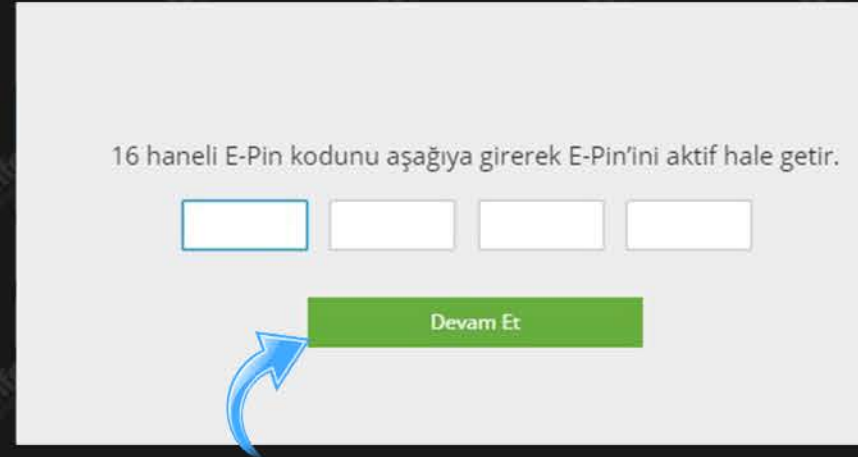 16 haneli E-Pin kodunu aşağıya girerek E-Pin’ini aktif hale getir.
Devam Et